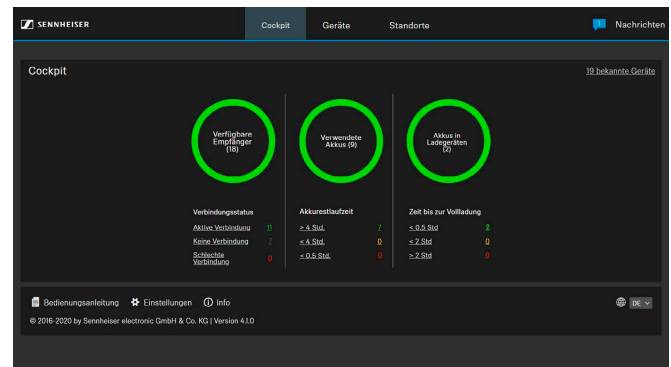 SENNHEISER
Cockpit
Geräte
Standorte
1
Nachrichten
Cockpit
19 bekannte Geräte
Verfügbare
Empfänger
(18)
Verwendete
Akkus (9)
Akkus in
Ladegeräten
(2)
Verbindungsstatus
Aktive Verbindung 11
Keine Verbindung 7
Schlechte
Verbindung 0
Akkurestlaufzeit
≥ 4 Std. 7
≤ 4 Std. 0
≤ 0.5 Std. 0
Zeit bis zur Vollladung
≤ 0.5 Std 2
≤ 2 Std 0
≥ 2 Std 0
Bedienungsanleitung Einstellungen Info
DE
© 2016-2020 by Sennheiser electronic GmbH & Co. KG | Version 4.1.0